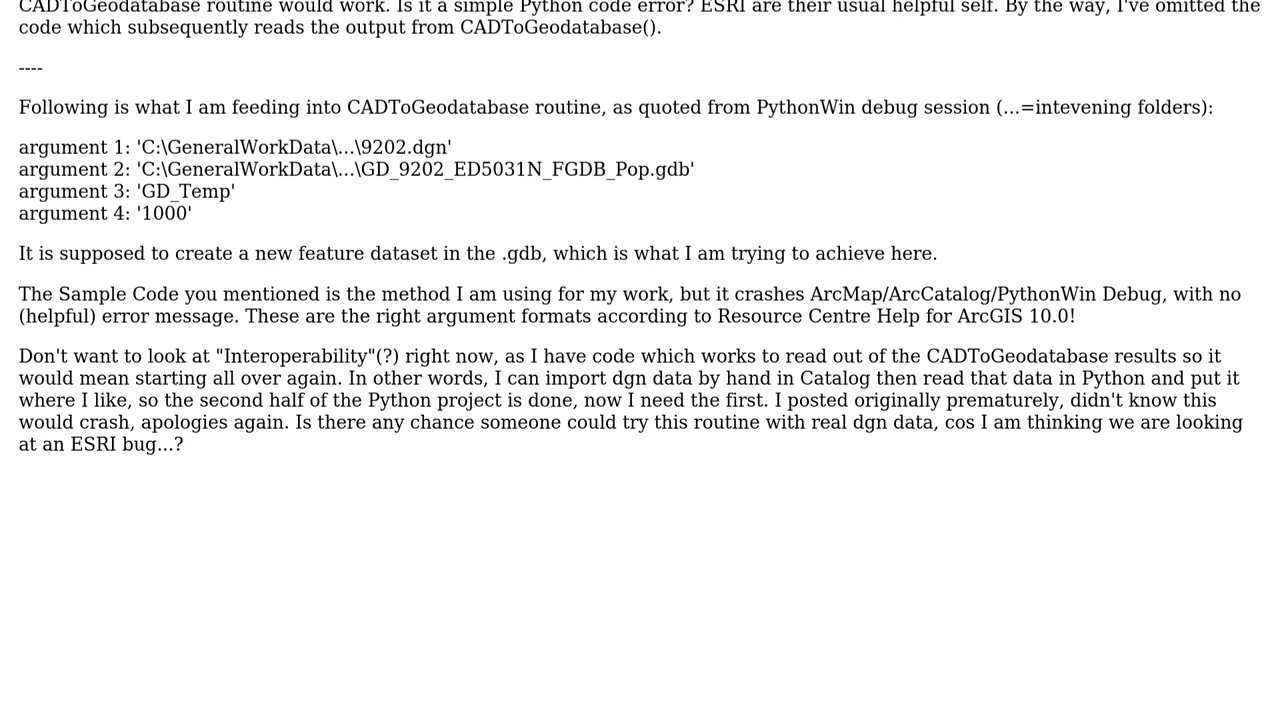 CADToGeodatabase routine would work. Is it a simple Python code error? ESRI are their usual helpful self. By the way, I've omitted the
code which subsequently reads the output from CADToGeodatabase().
----
Following is what I am feeding into CADToGeodatabase routine, as quoted from PythonWin debug session (...=intevening folders):
argument 1: 'C:\GeneralWorkData\...\9202.dgn'
argument 2: 'C:\GeneralWorkData\...\GD_9202_ED5031N_FGDB_Pop.gdb'
argument 3: 'GD_Temp'
argument 4: '1000'
It is supposed to create a new feature dataset in the .gdb, which is what I am trying to achieve here.
The Sample Code you mentioned is the method I am using for my work, but it crashes ArcMap/ArcCatalog/PythonWin Debug, with no
(helpful) error message. These are the right argument formats according to Resource Centre Help for ArcGIS 10.0!
Don't want to look at "Interoperability"(?) right now, as I have code which works to read out of the CADToGeodatabase results so it
would mean starting all over again. In other words, I can import dgn data by hand in Catalog then read that data in Python and put it
where I like, so the second half of the Python project is done, now I need the first. I posted originally prematurely, didn't know this
would crash, apologies again. Is there any chance someone could try this routine with real dgn data, cos I am thinking we are looking
at an ESRI bug...?